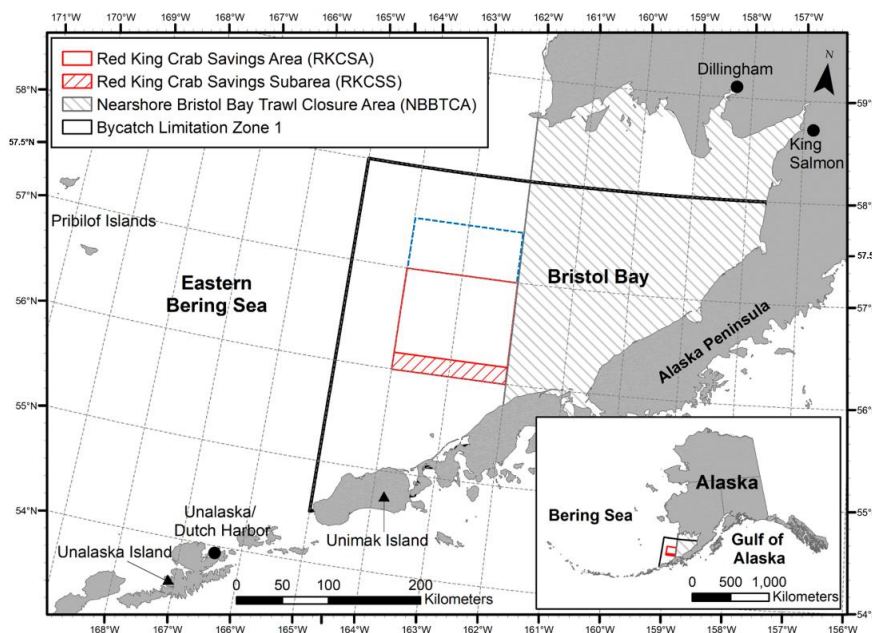 171°W 170°W 169°W 168°W 167°W 166°W 165°W 164°W 163°W 162°W 161°W 160°W 159°W 158°W 157°W
Red King Crab Savings Area (RKCSA)
Red King Crab Savings Subarea (RKCSS)
Nearshore Bristol Bay Trawl Closure Area (NBBTCA)
Bycatch Limitation Zone 1
N
Dillingham
King
Salmon
58°N
57.5°N
57°N
56°N
55°N
54°N
59°N
58°N
57.5°N
57°N
56°N
55°N
54°N
Pribilof Islands
Eastern
Bering Sea
Bristol Bay
Alaska Peninsula
Unalaska/
Dutch Harbor
Unalaska Island
Unimak Island
0 50 100 200
Kilometers
Bering Sea
Alaska
Gulf of
Alaska
0 500 1,000
Kilometers
168°W 167°W 166°W 165°W 164°W 163°W 162°W 161°W 160°W 159°W 158°W 157°W 156°W